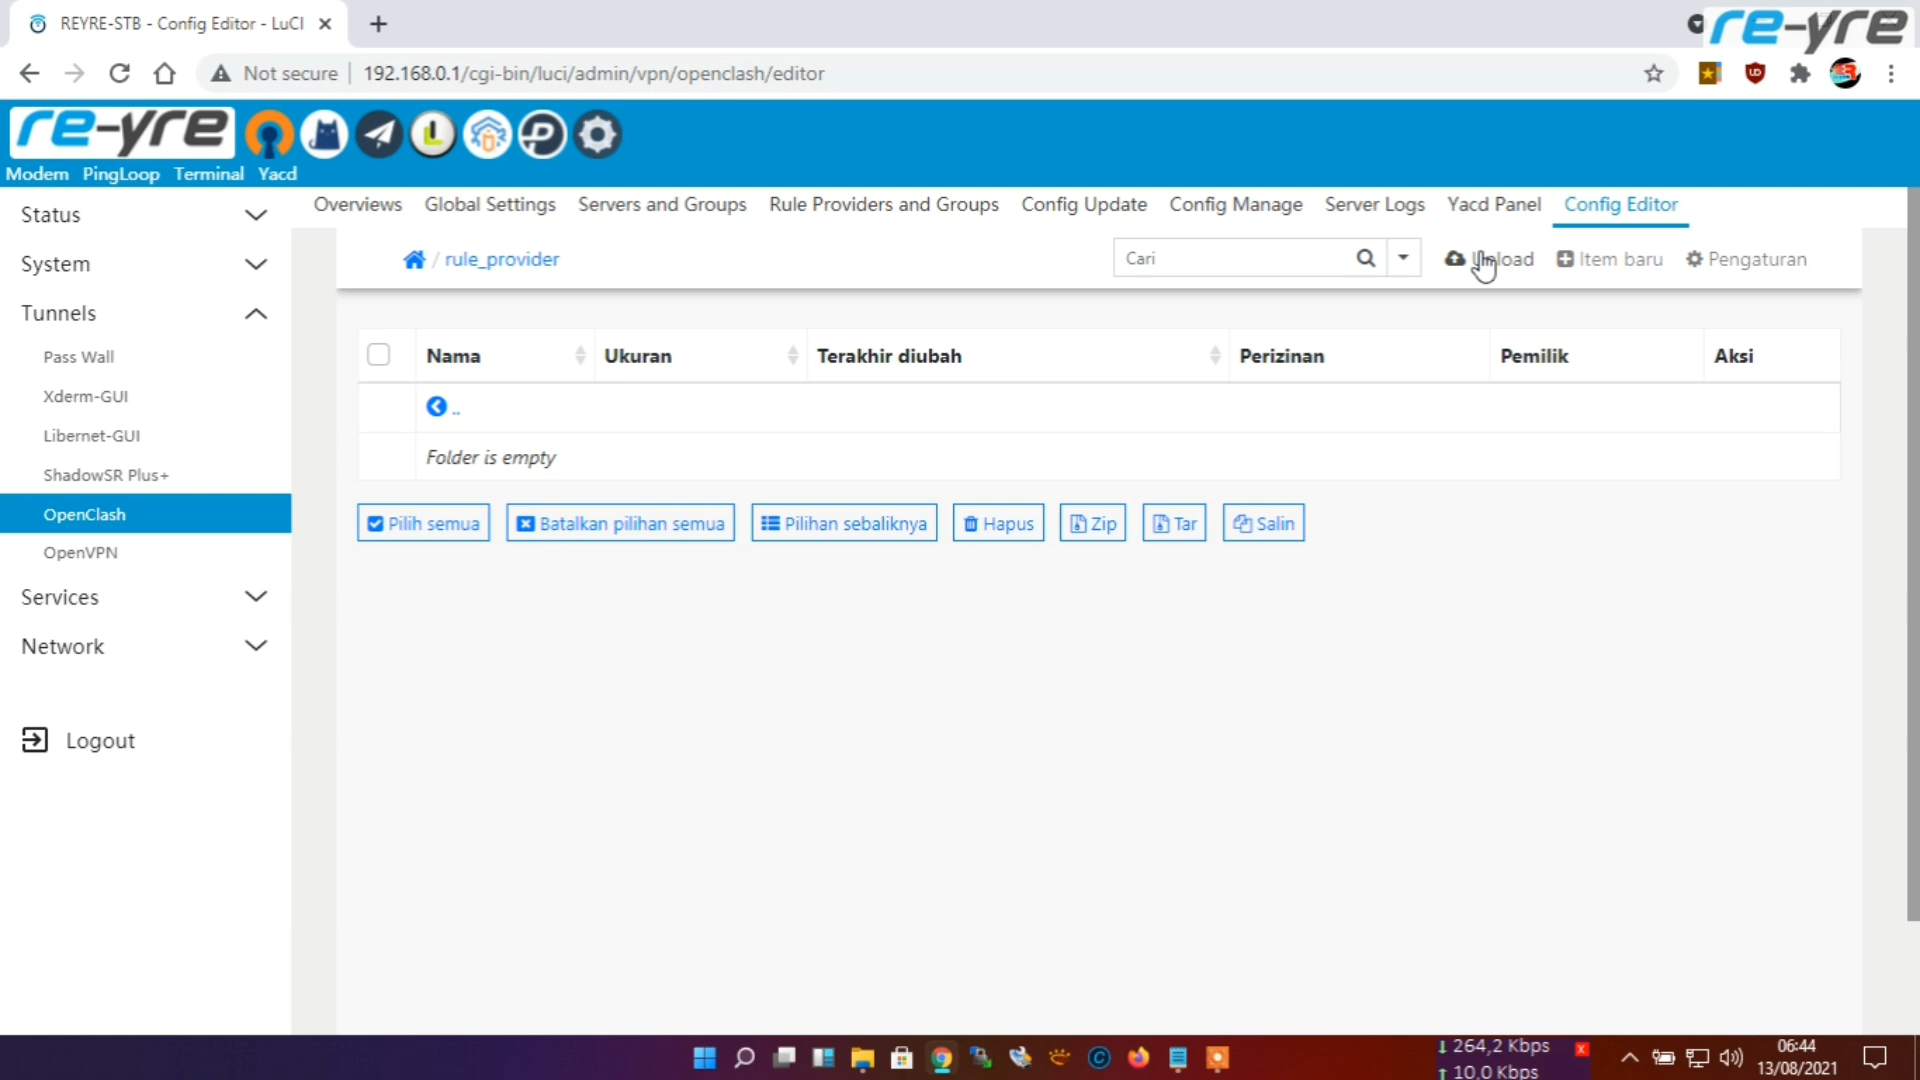 REYRE-STB - Config Editor - LuCI
re-yre
Not secure
192.168.0.1/cgi-bin/luci/admin/vpn/openclash/editor
re-yre
Modem PingLoop Terminal Yacd
Status
System
Tunnels
Pass Wall
Xderm-GUI
Libernet-GUI
ShadowSR Plus+
OpenClash
OpenVPN
Services
Network
Logout
Overviews Global Settings Servers and Groups Rule Providers and Groups Config Update Config Manage Server Logs Yacd Panel Config Editor
/ rule_provider
Cari
Upload
Item baru
Pengaturan
Nama Ukuran Terakhir diubah Perizinan Pemilik Aksi
..
Folder is empty
Pilih semua Batalkan pilihan semua Pilihan sebaliknya Hapus Zip Tar Salin
↓ 264,2 Kbps
↑ 10,0 Kbps
06:44
13/08/2021